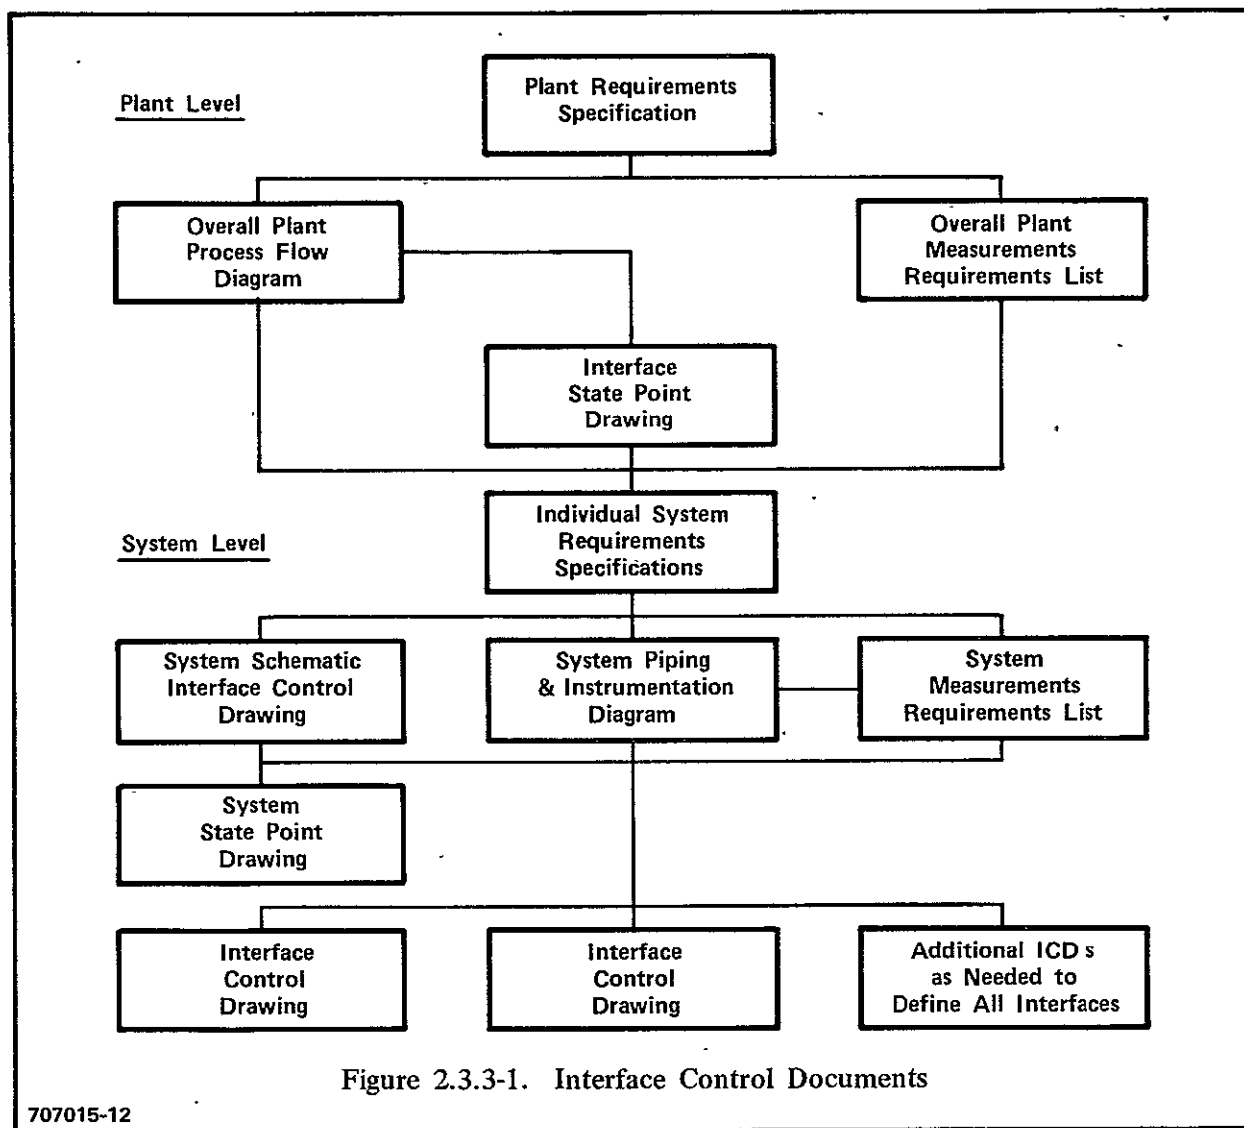 Plant Level
Plant Requirements
Specification
Overall Plant
Process Flow
Diagram
Overall Plant
Measurements
Requirements List
Interface
State Point
Drawing
System Level
Individual System
Requirements
Specifications
System Schematic
Interface Control
Drawing
System Piping
& Instrumentation
Diagram
System
Measurements
Requirements List
System
State Point
Drawing
Interface
Control
Drawing
Interface
Control
Drawing
Additional ICD s
as Needed to
Define All Interfaces
Figure 2.3.3-1. Interface Control Documents
707015-12